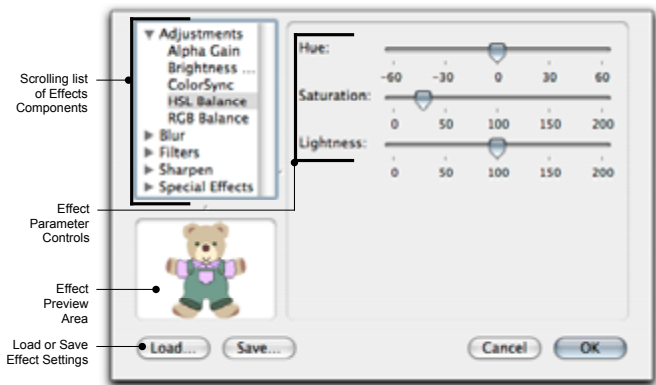 Scrolling list
of Effects
Components
Effect
Parameter
Controls
Effect
Preview
Area
Load or Save
Effect Settings
Adjustments
Alpha Gain
Brightness ...
ColorSync
HSL Balance
RGB Balance
Blur
Filters
Sharpen
Special Effects
Hue:
-60 -30 0 30 60
Saturation:
0 50 100 150 200
Lightness:
0 50 100 150 200
Load... Save... Cancel OK